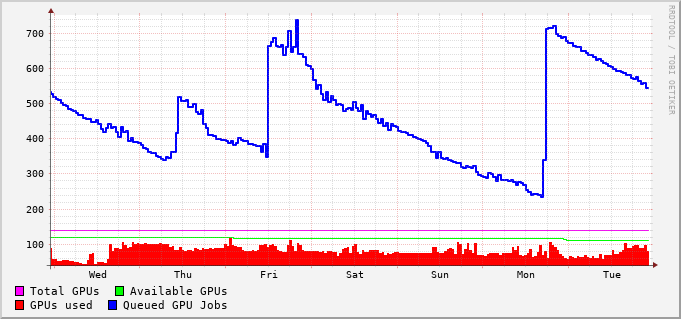 700
600
500
400
300
200
100
Wed Thu Fri Sat Sun Mon Tue
Total GPUs Available GPUs
GPUs used Queued GPU Jobs
RRDTOOL / TOBI OETIKER